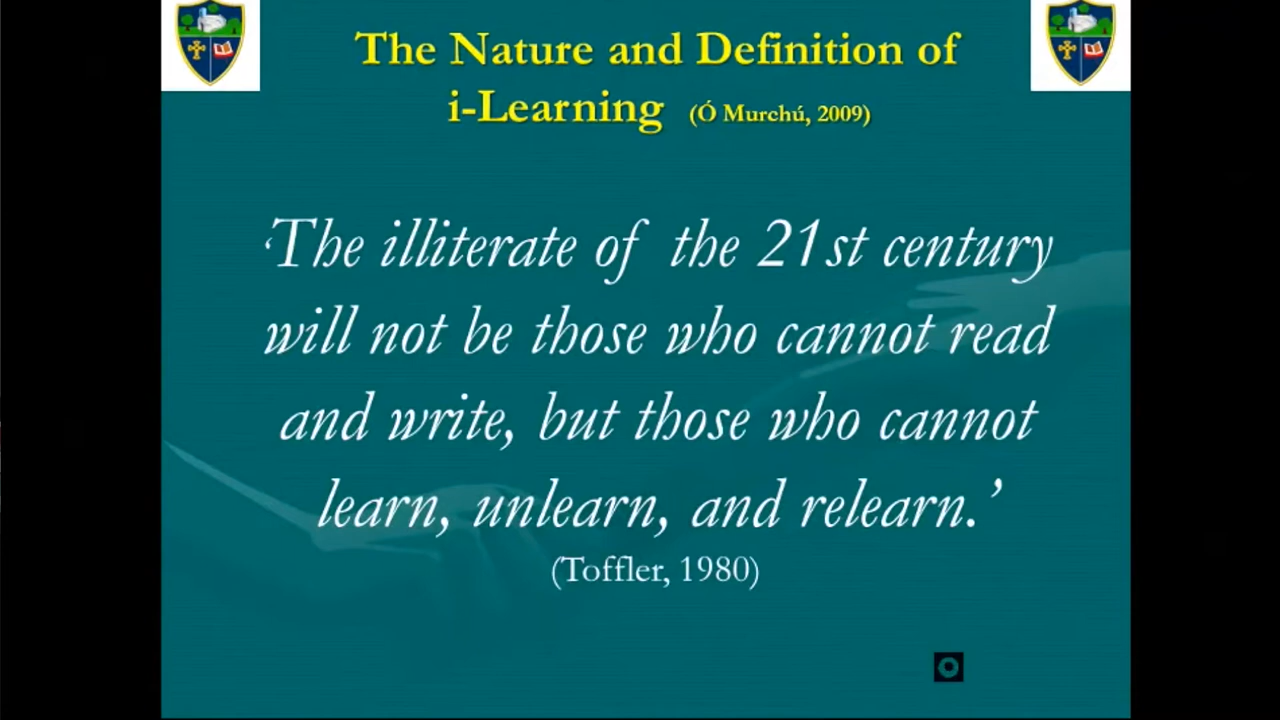 The Nature and Definition of
i-Learning (Ó Murchú, 2009)
‘The illiterate of the 21st century
will not be those who cannot read
and write, but those who cannot
learn, unlearn, and relearn.’
(Toffler, 1980)